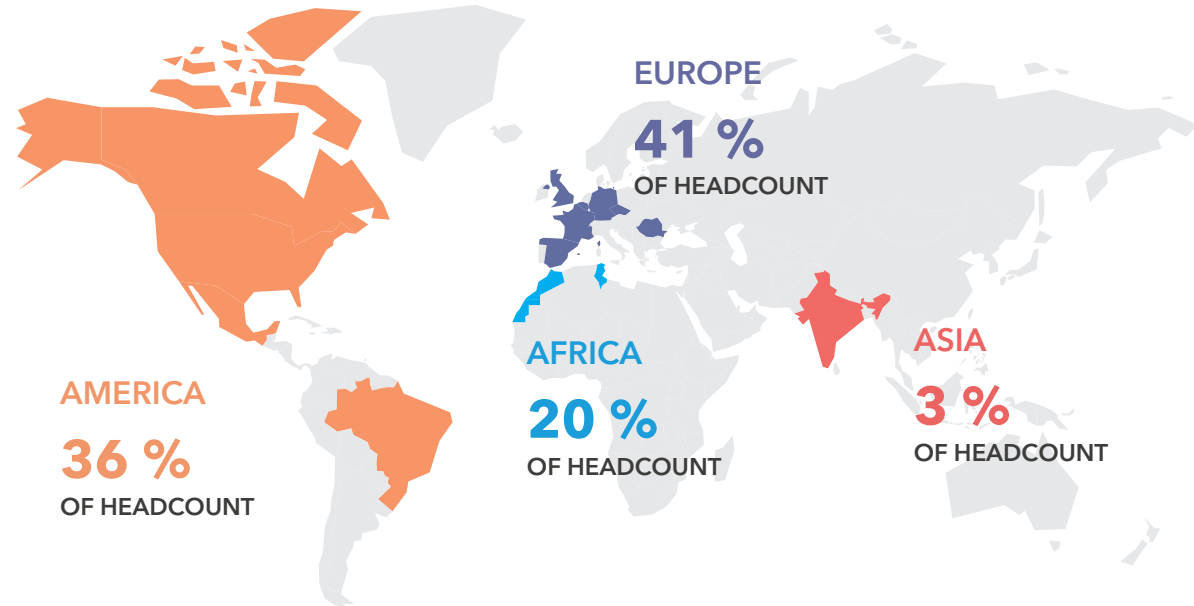 EUROPE
41 %
OF HEADCOUNT
AFRICA
20 %
OF HEADCOUNT
ASIA
3 %
OF HEADCOUNT
AMERICA
36 %
OF HEADCOUNT